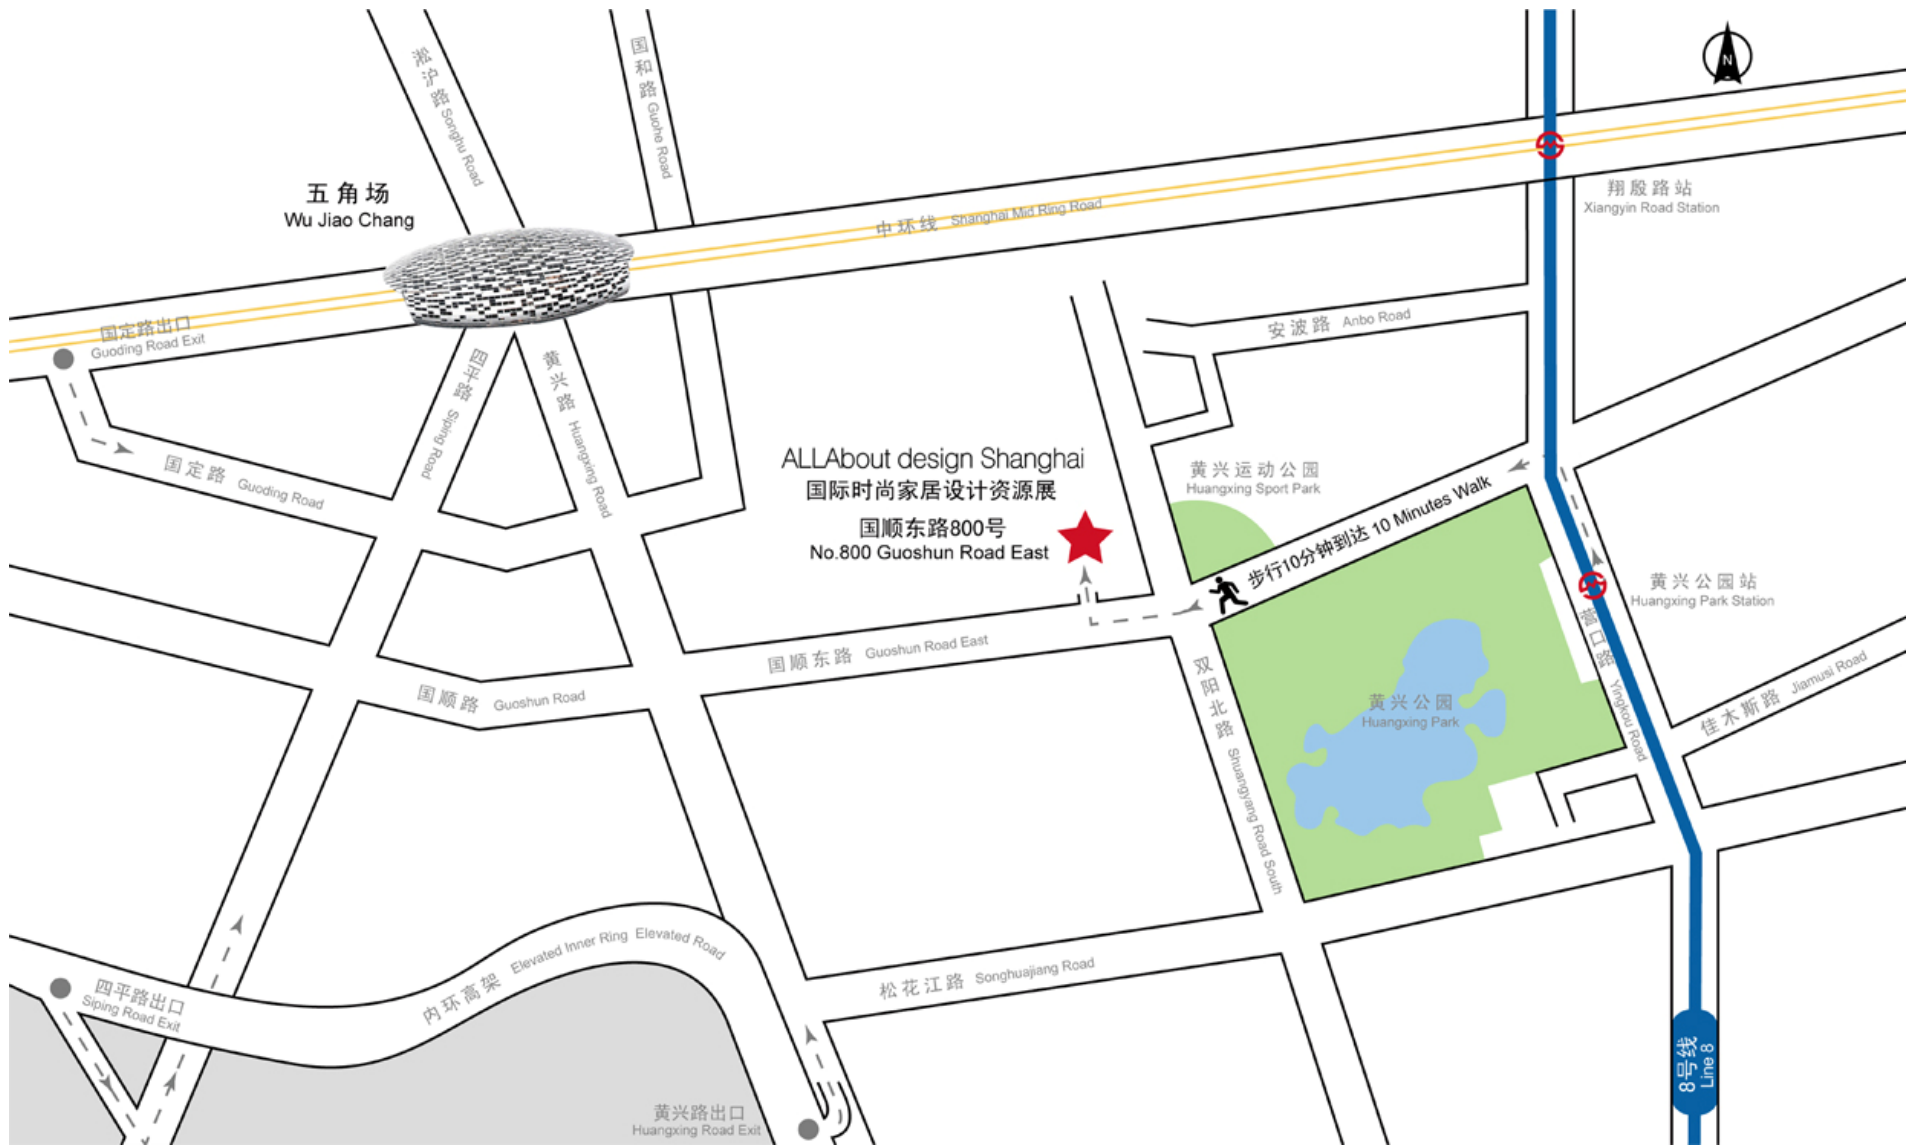 淞沪路 Songhu Road
国和路 Guohe Road
N
五角场
Wu Jiao Chang
中环线 Shanghai Mid Ring Road
翔殷路站
Xiangyin Road Station
国定路出口
Guoding Road Exit
四平路 Siping Road
黄兴路 Huangxing Road
安波路 Anbo Road
国定路 Guoding Road
ALLAbout design Shanghai
国际时尚家居设计资源展
国顺东路800号
No.800 Guoshun Road East
黄兴运动公园
Huangxing Sport Park
步行10分钟到达 10 Minutes Walk
黄兴公园站
Huangxing Park Station
营口路 Yingkou Road
国顺东路 Guoshun Road East
国顺路 Guoshun Road
双阳北路 Shuangyang Road South
黄兴公园
Huangxing Park
佳木斯路 Jiamusi Road
四平路出口
Siping Road Exit
内环高架 Elevated Inner Ring Elevated Road
松花江路 Songhuajiang Road
黄兴路出口
Huangxing Road Exit
8号线
Line 8